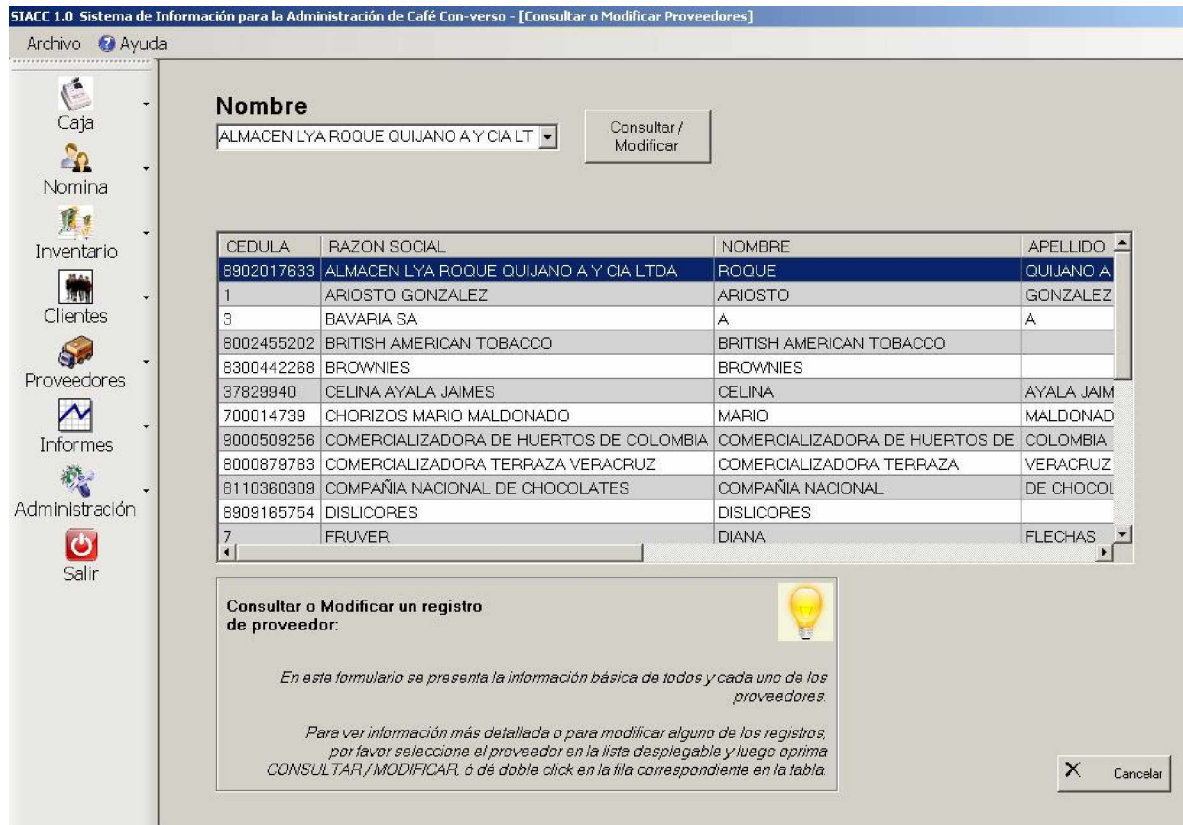 SIACC 1.0 Sistema de Información para la Administración de Café Con-verso - [Consultar o Modificar Proveedores]
Archivo Ayuda
Caja
Nomina
Inventario
Clientes
Proveedores
Informes
Administración
Salir
Nombre
ALMACEN LYA ROQUE QUIJANO A Y CIA LT
Consultar /
Modificar
CEDULA RAZON SOCIAL NOMBRE APELLIDO
8902017633 ALMACEN LYA ROQUE QUIJANO A Y CIA LTDA ROQUE QUIJANO A
1 ARIOSTO GONZALEZ ARIOSTO GONZALEZ
3 BAVARIA SA A A
8002455202 BRITISH AMERICAN TOBACCO BRITISH AMERICAN TOBACCO
8300442268 BROWNIES BROWNIES
37829940 CELINA AYALA JAIMES CELINA AYALA JAIM
700014739 CHORIZOS MARIO MALDONADO MARIO MALDONAD
9000509256 COMERCIALIZADORA DE HUERTOS DE COLOMBIA COMERCIALIZADORA DE HUERTOS DE COLOMBIA
8000879783 COMERCIALIZADORA TERRAZA VERACRUZ COMERCIALIZADORA TERRAZA VERACRUZ
8110360309 COMPAÑIA NACIONAL DE CHOCOLATES COMPAÑIA NACIONAL DE CHOCOL
8909165754 DISLICORES DISLICORES
7 FRUVER DIANA FLECHAS
Consultar o Modificar un registro
de proveedor:
En este formulario se presenta la información básica de todos y cada uno de los
proveedores.
Para ver información más detallada o para modificar alguno de los registros,
por favor seleccione el proveedor en la lista desplegable y luego oprima
CONSULTAR / MODIFICAR, ó dé doble click en la fila correspondiente en la tabla.
Cancelar